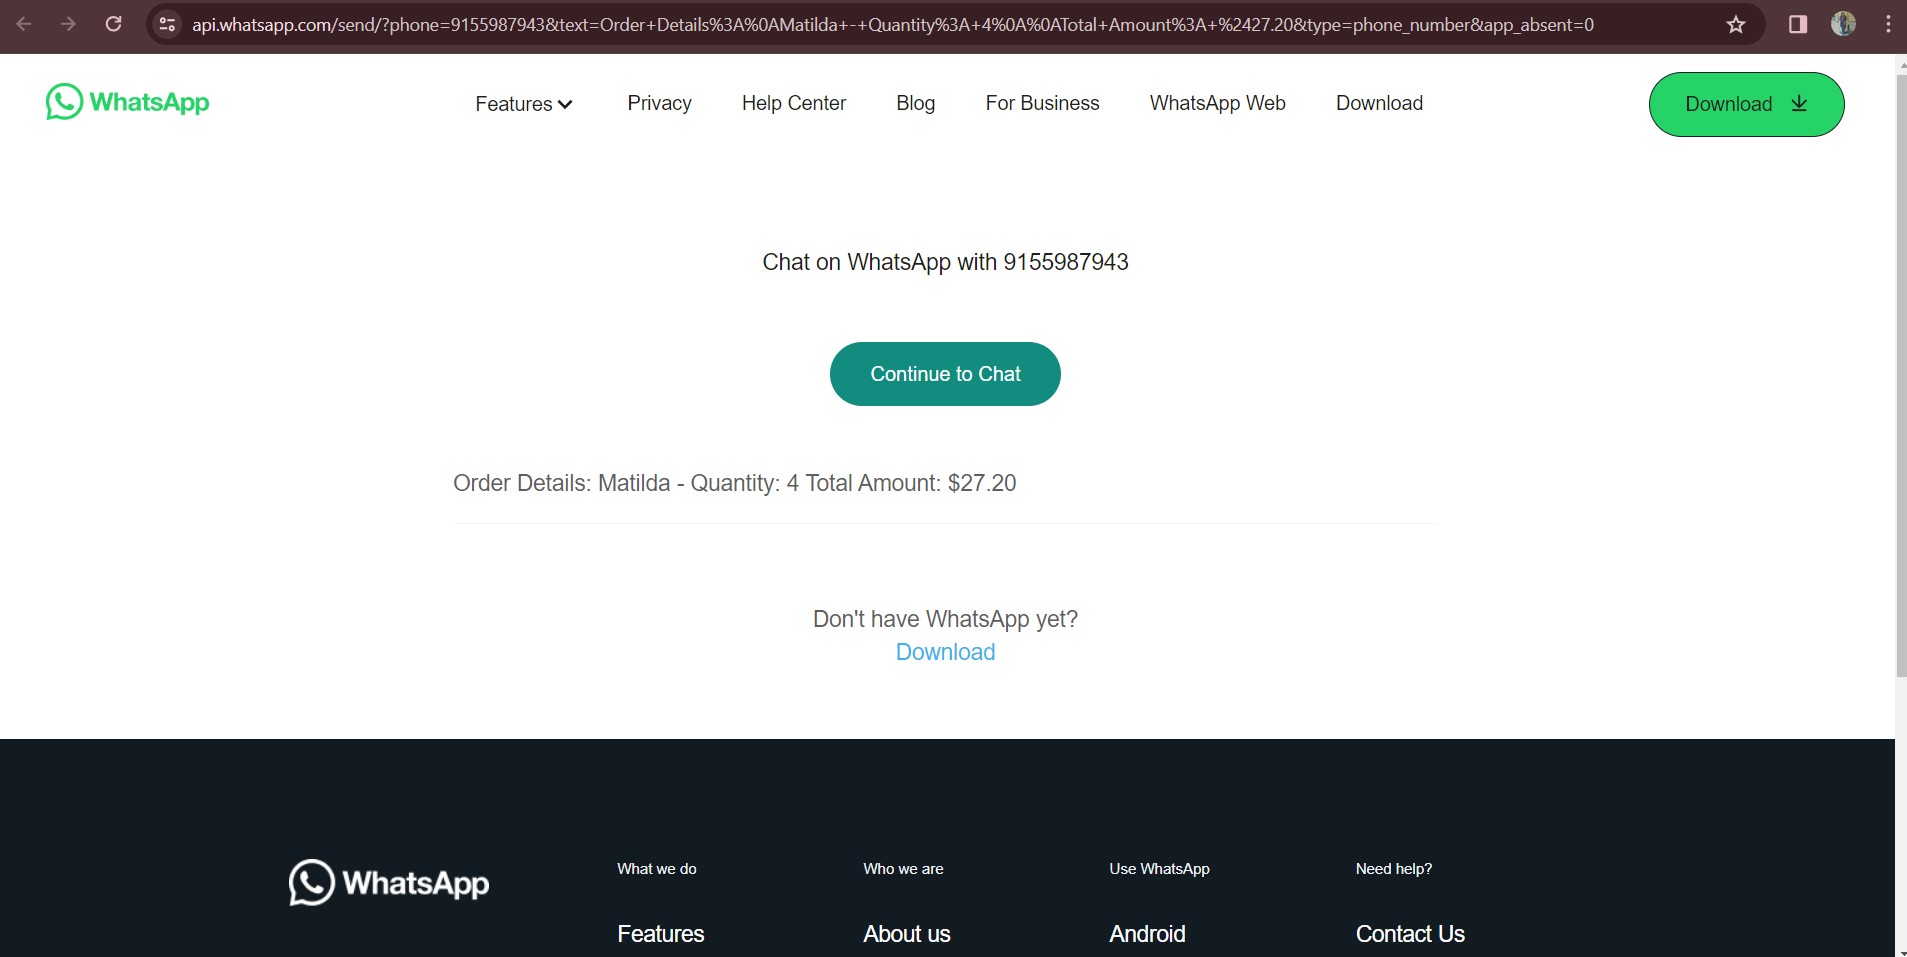 api.whatsapp.com/send/?phone=9155987943&text=Order+Details%3A%0AMatilda+-+Quantity%3A+4%0A%0ATotal+Amount%3A+%2427.20&type=phone_number&app_absent=0
WhatsApp
Features
Privacy
Help Center
Blog
For Business
WhatsApp Web
Download
Download
Chat on WhatsApp with 9155987943
Continue to Chat
Order Details: Matilda - Quantity: 4 Total Amount: $27.20
Don't have WhatsApp yet?
Download
WhatsApp
What we do
Who we are
Use WhatsApp
Need help?
Features
About us
Android
Contact Us